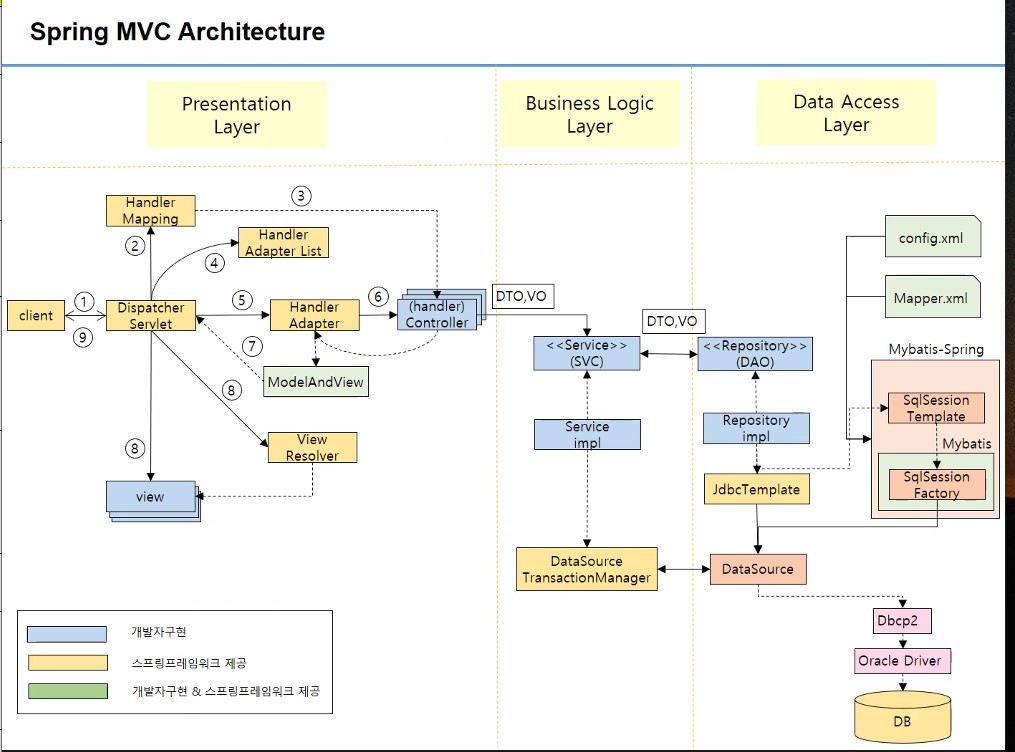 Spring MVC Architecture
Presentation
Layer
Business Logic
Layer
Data Access
Layer
Handler
Mapping
③
②
Handler
Adapter List
④
config.xml
Mapper.xml
client
①
⑨
Dispatcher
Servlet
⑤
Handler
Adapter
⑥
(handler)
Controller
DTO,VO
DTO,VO
⑦
ModelAndView
⑧
<<Service>>
(SVC)
<<Repository>>
(DAO)
Mybatis-Spring
SqlSession
Template
Mybatis
SqlSession
Factory
Service
impl
Repository
impl
View
Resolver
⑧
view
JdbcTemplate
DataSource
TransactionManager
DataSource
Dbcp2
Oracle Driver
DB
개발자구현
스프링프레임워크 제공
개발자구현 & 스프링프레임워크 제공